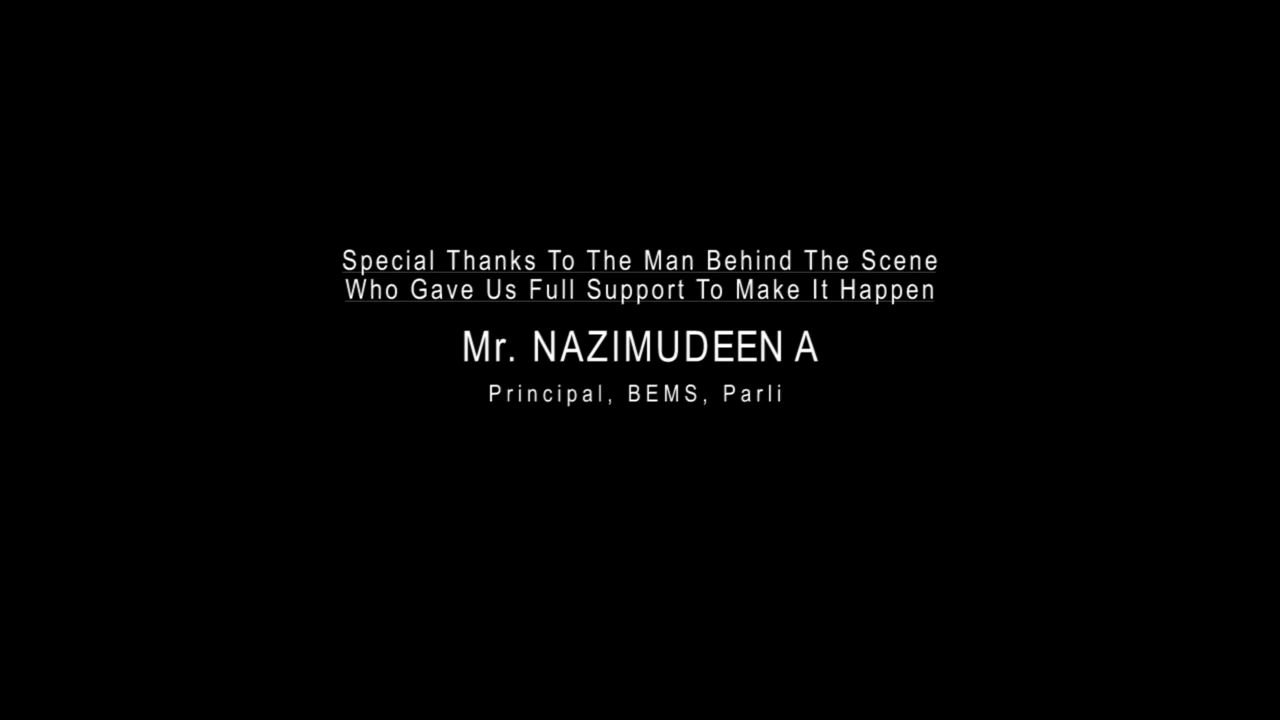 Special Thanks To The Man Behind The Scene
Who Gave Us Full Support To Make It Happen
Mr. NAZIMUDEEN A
Principal, BEMS, Parli